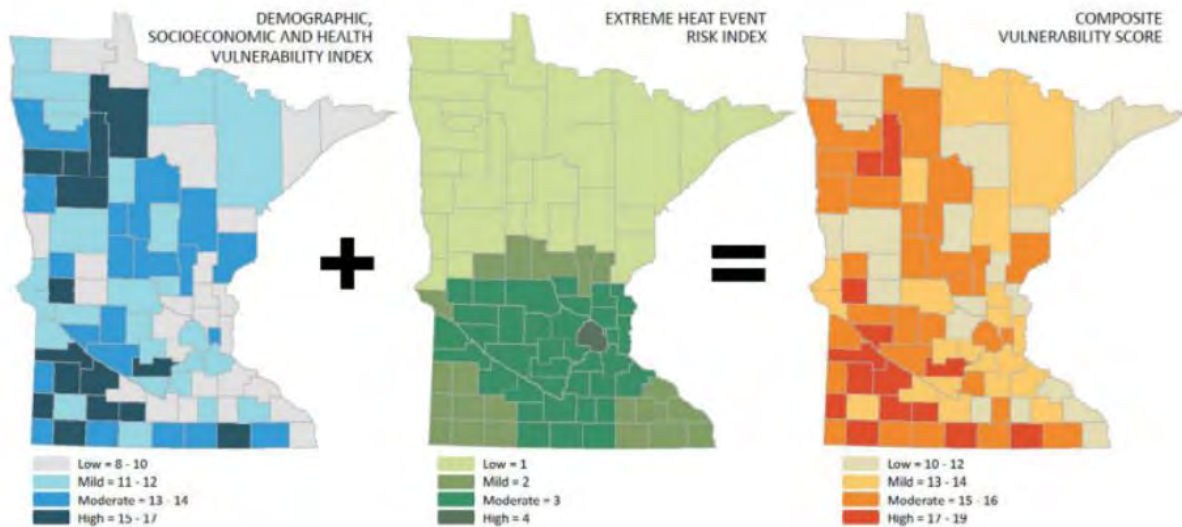 DEMOGRAPHIC,
SOCIOECONOMIC AND HEALTH
VULNERABILITY INDEX
Low = 8 - 10
Mild = 11 - 12
Moderate = 13 - 14
High = 15 - 17
+
EXTREME HEAT EVENT
RISK INDEX
Low = 1
Mild = 2
Moderate = 3
High = 4
=
COMPOSITE
VULNERABILITY SCORE
Low = 10 - 12
Mild = 13 - 14
Moderate = 15 - 16
High = 17 - 19